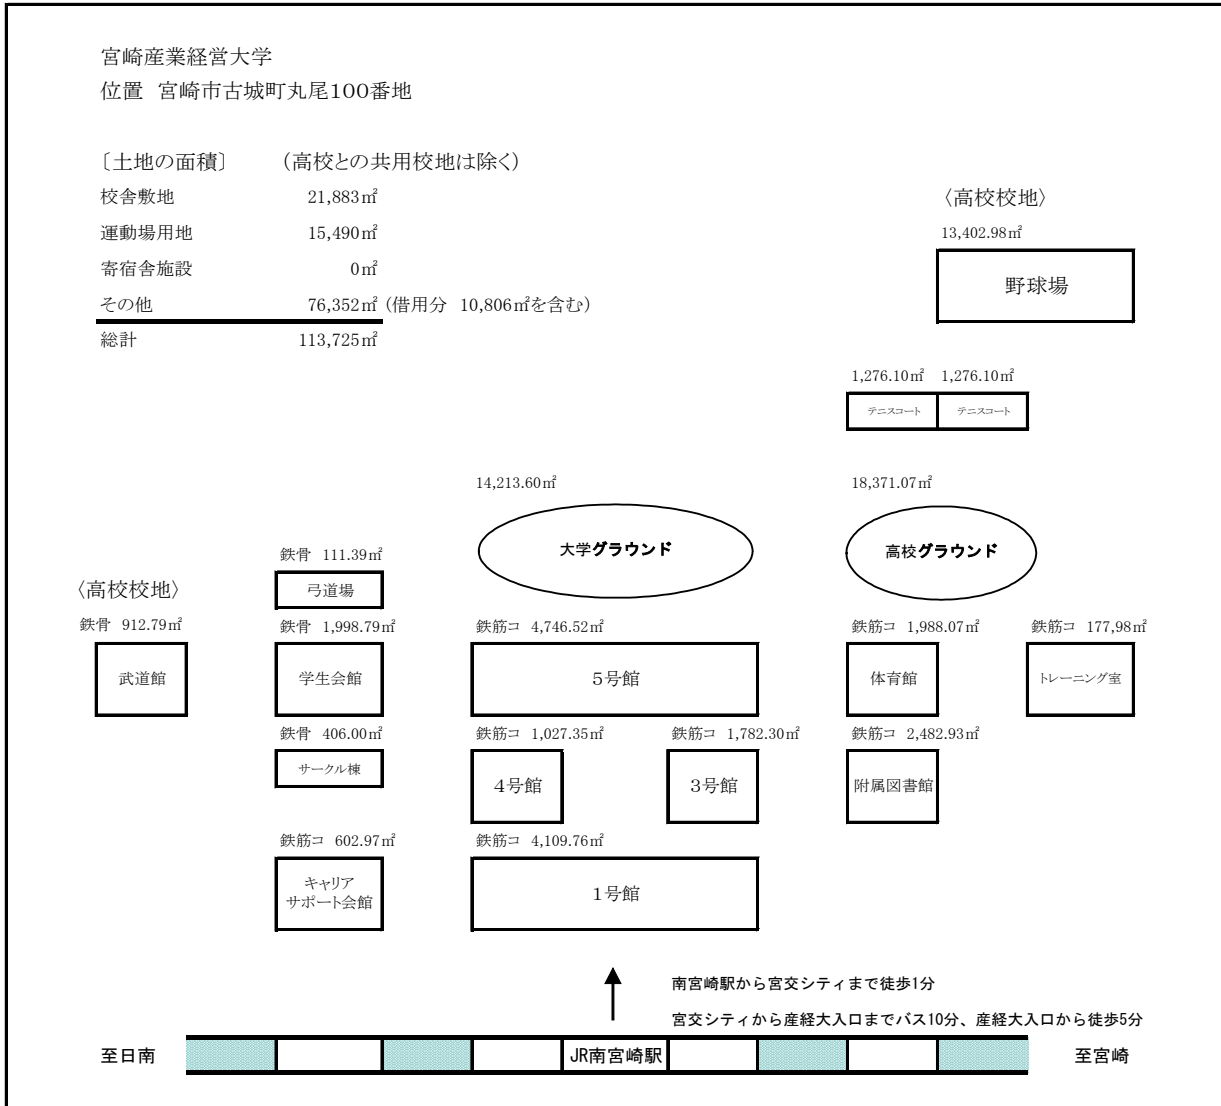 宮崎産業経営大学
位置 宮崎市古城町丸尾100番地
〔土地の面積〕 (高校との共用校地は除く)
校舎敷地 21,883㎡
運動場用地 15,490㎡
寄宿舎施設 0㎡
その他 76,352㎡ (借用分 10,806㎡を含む)
総計 113,725㎡
〈高校校地〉
13,402.98㎡
野球場
1,276.10㎡ 1,276.10㎡
テニスコート テニスコート
14,213.60㎡ 18,371.07㎡
大学グラウンド 高校グラウンド
鉄骨 111.39㎡
弓道場
〈高校校地〉
鉄骨 912.79㎡ 鉄骨 1,998.79㎡ 鉄筋コ 4,746.52㎡ 鉄筋コ 1,988.07㎡ 鉄筋コ 177,98㎡
武道館 学生会館 5号館 体育館 トレーニング室
鉄骨 406.00㎡ 鉄筋コ 1,027.35㎡ 鉄筋コ 1,782.30㎡ 鉄筋コ 2,482.93㎡
サークル棟 4号館 3号館 附属図書館
鉄筋コ 602.97㎡ 鉄筋コ 4,109.76㎡
キャリア
サポート会館 1号館
南宮崎駅から宮交シティまで徒歩1分
宮交シティから産経大入口までバス10分、産経大入口から徒歩5分
至日南 JR南宮崎駅 至宮崎